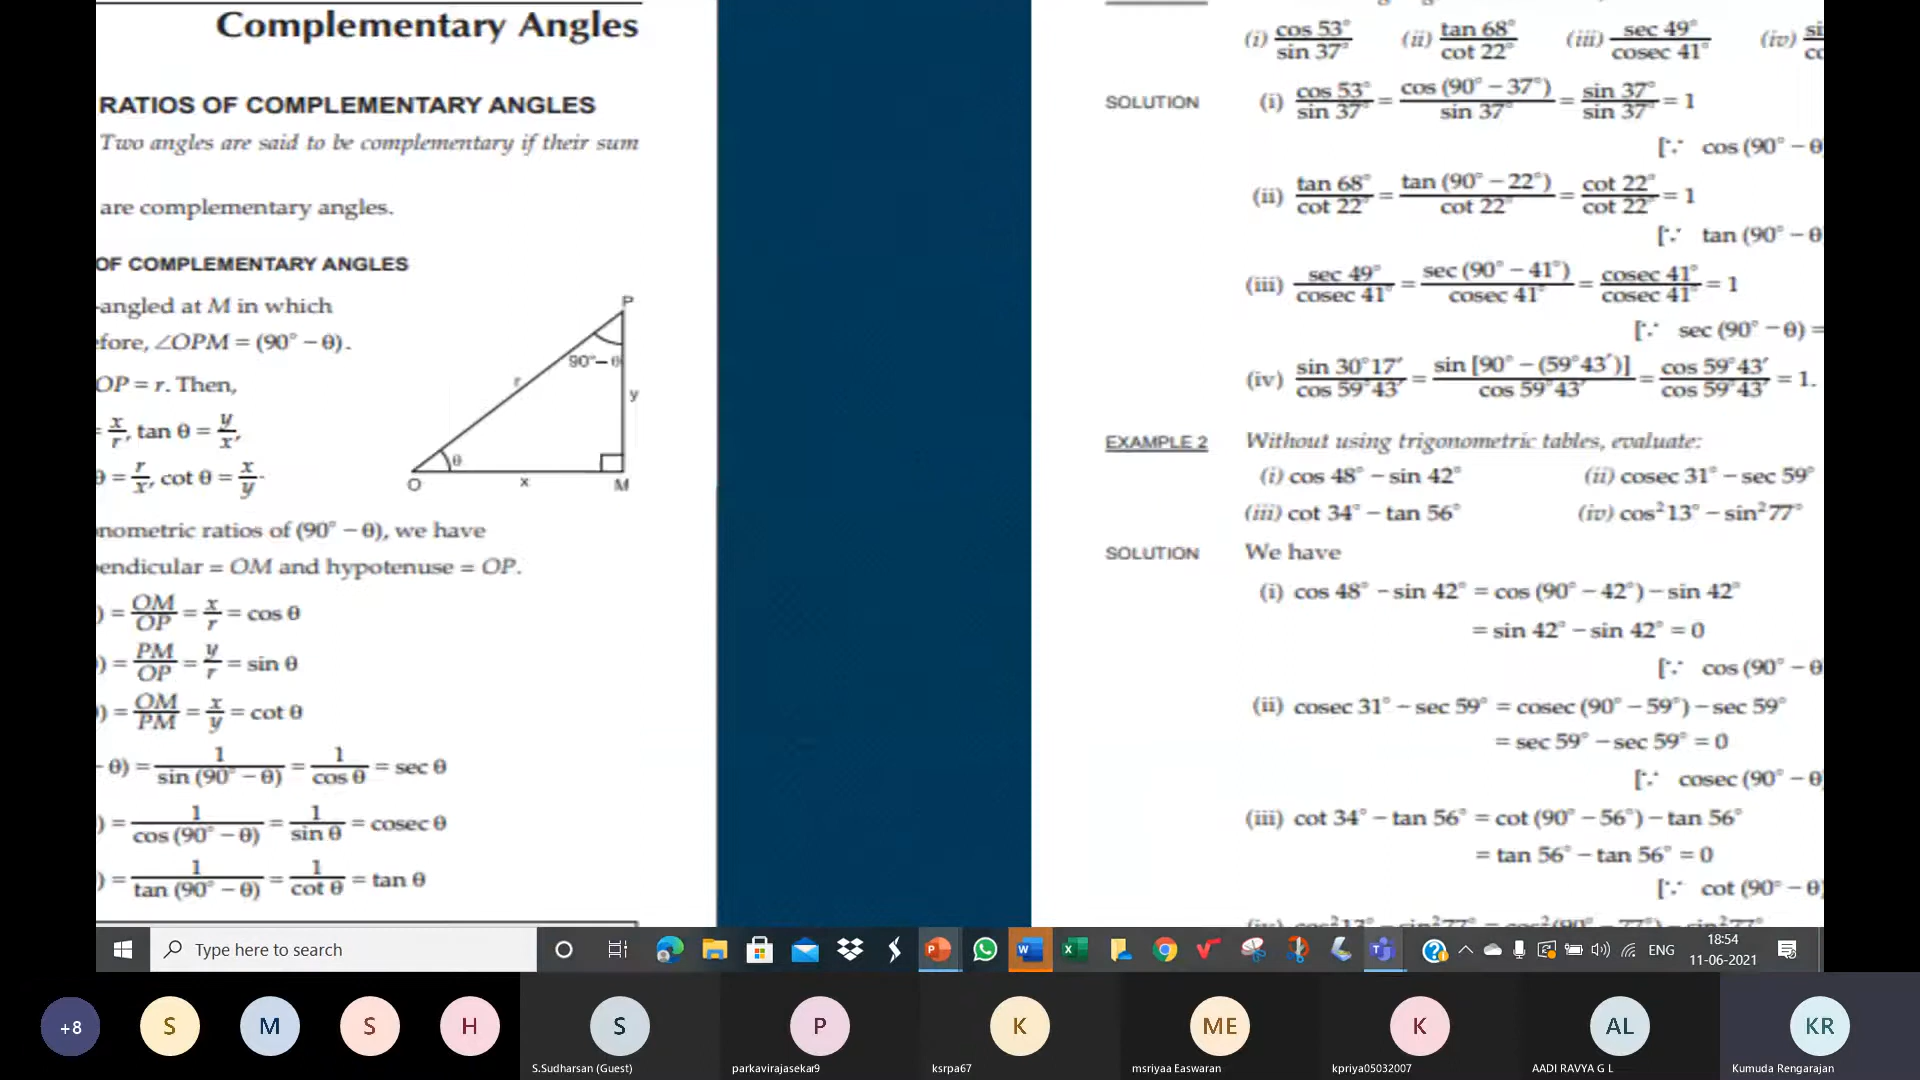 Complementary Angles
RATIOS OF COMPLEMENTARY ANGLES
Two angles are said to be complementary if their sum
are complementary angles.
OF COMPLEMENTARY ANGLES
-angled at M in which
fore, ∠OPM = (90° − θ).
OP = r. Then,
= x/r, tan θ = y/x,
θ = r/x, cot θ = x/y.
P
90°− θ
r
y
θ
O
x
M
nometric ratios of (90° − θ), we have
endicular = OM and hypotenuse = OP.
) = OM/OP = x/r = cos θ
) = PM/OP = y/r = sin θ
) = OM/PM = x/y = cot θ
- θ) = 1/sin (90° − θ) = 1/cos θ = sec θ
) = 1/cos (90° − θ) = 1/sin θ = cosec θ
) = 1/tan (90° − θ) = 1/cot θ = tan θ
(i) cos 53°/sin 37° (ii) tan 68°/cot 22° (iii) sec 49°/cosec 41° (iv) si/co
SOLUTION (i) cos 53°/sin 37° = cos (90° − 37°)/sin 37° = sin 37°/sin 37° = 1
[∵ cos (90° − θ
(ii) tan 68°/cot 22° = tan (90° − 22°)/cot 22° = cot 22°/cot 22° = 1
[∵ tan (90° − θ
(iii) sec 49°/cosec 41° = sec (90° − 41°)/cosec 41° = cosec 41°/cosec 41° = 1
[∵ sec (90° − θ) =
(iv) sin 30°17′/cos 59°43′ = sin [90° − (59°43′)]/cos 59°43′ = cos 59°43′/cos 59°43′ = 1.
EXAMPLE 2 Without using trigonometric tables, evaluate:
(i) cos 48° − sin 42° (ii) cosec 31° − sec 59°
(iii) cot 34° − tan 56° (iv) cos²13° − sin²77°
SOLUTION We have
(i) cos 48° − sin 42° = cos (90° − 42°) − sin 42°
= sin 42° − sin 42° = 0
[∵ cos (90° − θ
(ii) cosec 31° − sec 59° = cosec (90° − 59°) − sec 59°
= sec 59° − sec 59° = 0
[∵ cosec (90° − θ
(iii) cot 34° − tan 56° = cot (90° − 56°) − tan 56°
= tan 56° − tan 56° = 0
[∵ cot (90° − θ
(iv) cos²13° − sin²77° = cos²(90° − 77°) − sin²77°
Type here to search
ENG
18:54
11-06-2021
+8
S
M
S
H
S
P
K
ME
K
AL
KR
S.Sudharsan (Guest)
parkavirajasekar9
ksrpa67
msriyaa Easwaran
kpriya05032007
AADI RAVYA G L
Kumuda Rengarajan